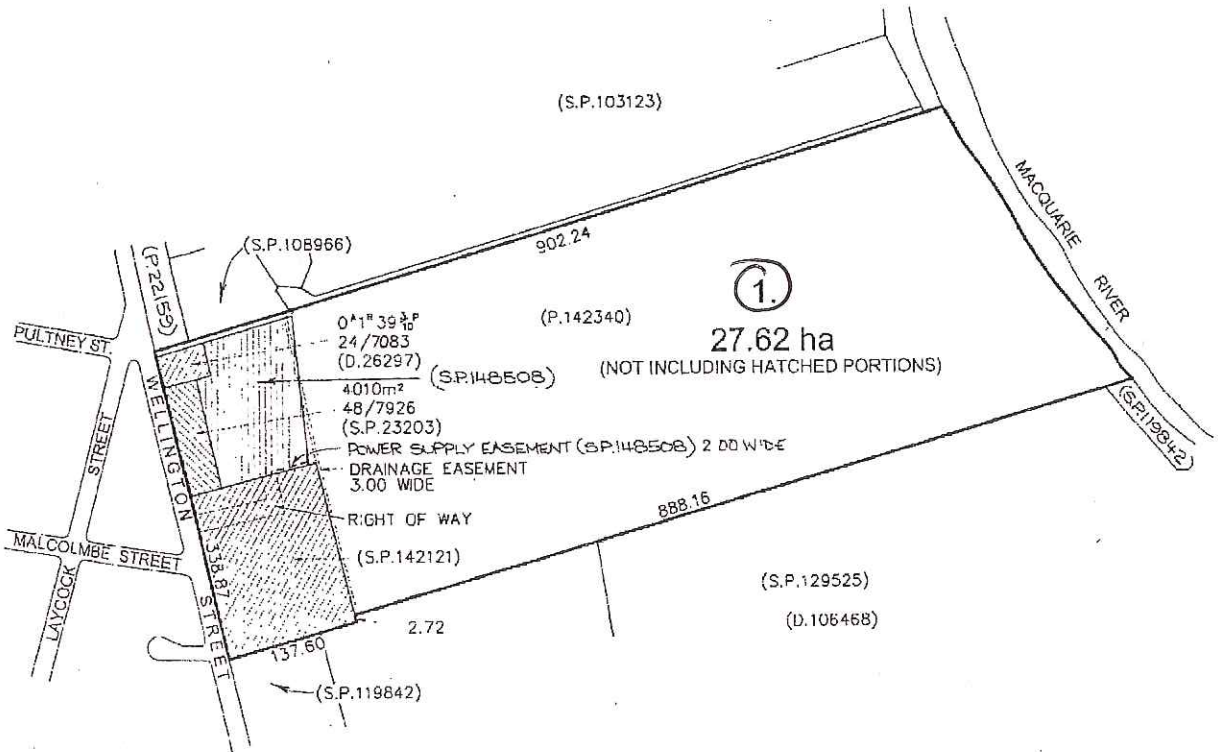 (S.P.103123)
MACQUARIE
RIVER
902.24
(S.P.108966)
(P.22159)
1.
27.62 ha
(NOT INCLUDING HATCHED PORTIONS)
(P.142340)
0ᴬ1ᴿ39 3/10ᴾ
24/7083
(D.26297)
(S.P.148508)
4010m²
48/7926
(S.P.23203)
POWER SUPPLY EASEMENT (S.P.148508) 2.00 WIDE
DRAINAGE EASEMENT
3.00 WIDE
RIGHT OF WAY
(S.P.142121)
PULTNEY ST.
WELLINGTON
STREET
STREET
LAYCOCK
MALCOLMBE STREET
338.87
888.16
(S.P.119842)
(S.P.129525)
(D.106468)
2.72
137.60
(S.P.119842)